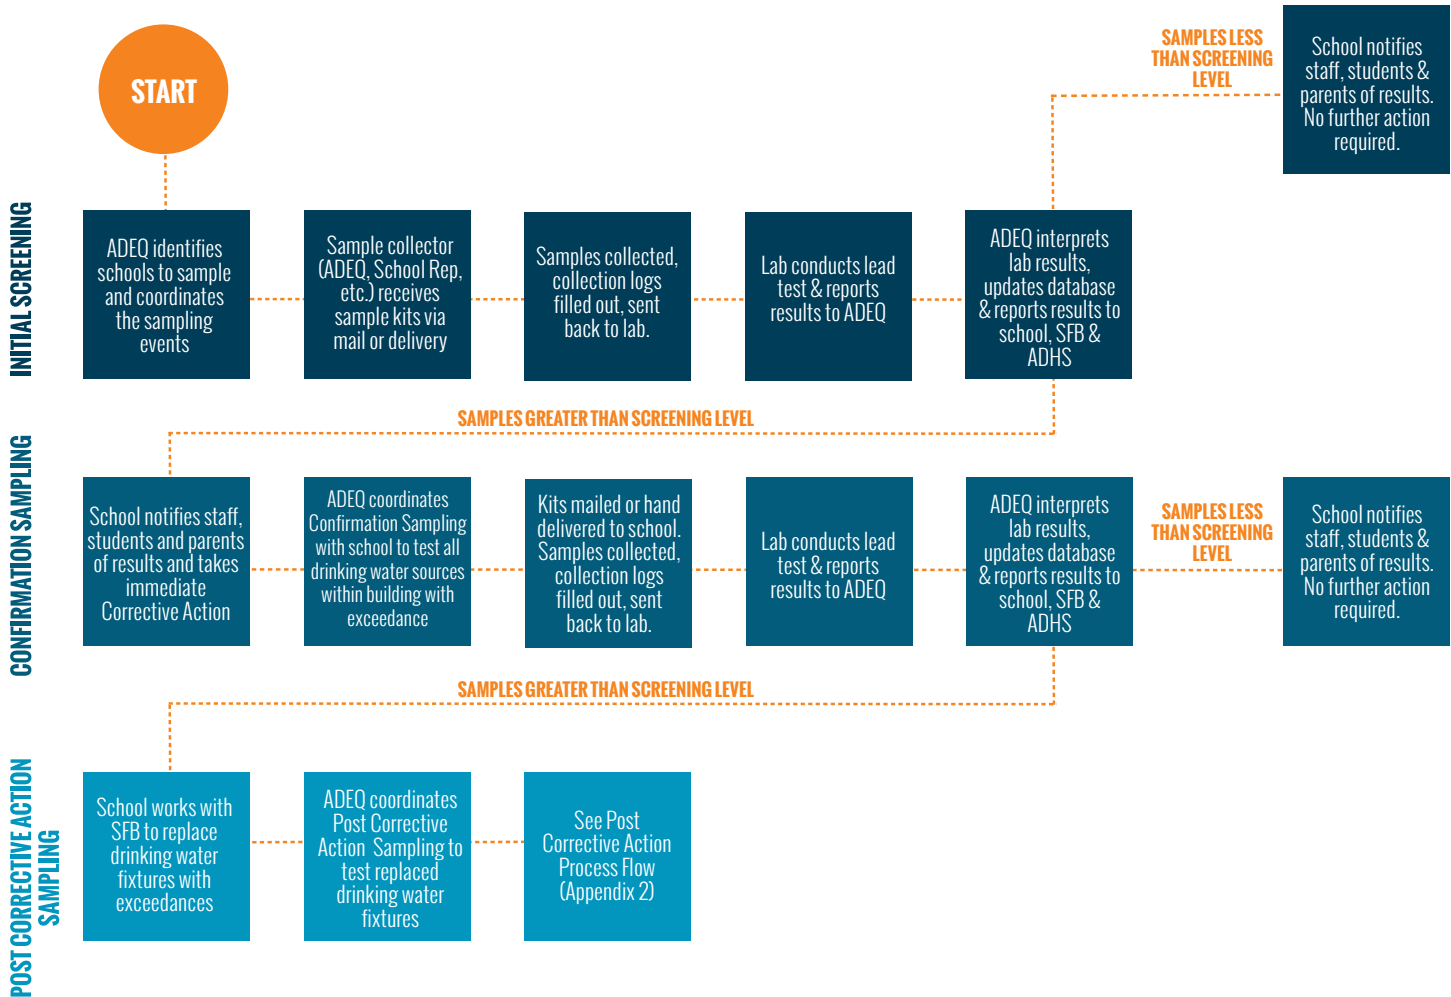 START
SAMPLES LESS
THAN SCREENING
LEVEL
School notifies
staff, students &
parents of results.
No further action
required.
INITIAL SCREENING
ADEQ identifies
schools to sample
and coordinates
the sampling
events
Sample collector
(ADEQ, School Rep,
etc.) receives
sample kits via
mail or delivery
Samples collected,
collection logs
filled out, sent
back to lab.
Lab conducts lead
test & reports
results to ADEQ
ADEQ interprets
lab results,
updates database
& reports results to
school, SFB &
ADHS
SAMPLES GREATER THAN SCREENING LEVEL
CONFIRMATION SAMPLING
School notifies staff,
students and parents
of results and takes
immediate
Corrective Action
ADEQ coordinates
Confirmation Sampling
with school to test all
drinking water sources
within building with
exceedance
Kits mailed or hand
delivered to school.
Samples collected,
collection logs
filled out, sent
back to lab.
Lab conducts lead
test & reports
results to ADEQ
ADEQ interprets
lab results,
updates database
& reports results to
school, SFB &
ADHS
SAMPLES LESS
THAN SCREENING
LEVEL
School notifies
staff, students &
parents of results.
No further action
required.
SAMPLES GREATER THAN SCREENING LEVEL
POST CORRECTIVE ACTION
SAMPLING
School works with
SFB to replace
drinking water
fixtures with
exceedances
ADEQ coordinates
Post Corrective
Action Sampling to
test replaced
drinking water
fixtures
See Post
Corrective Action
Process Flow
(Appendix 2)